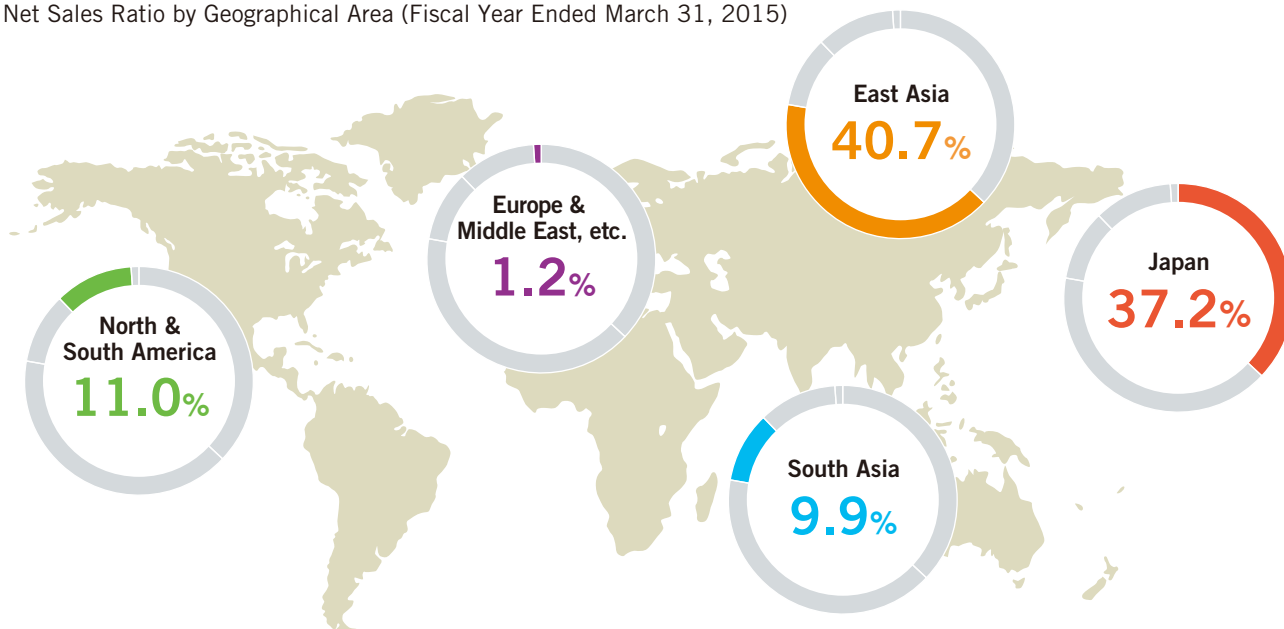 Net Sales Ratio by Geographical Area (Fiscal Year Ended March 31, 2015)
East Asia
40.7%
Europe &
Middle East, etc.
1.2%
Japan
37.2%
North &
South America
11.0%
South Asia
9.9%